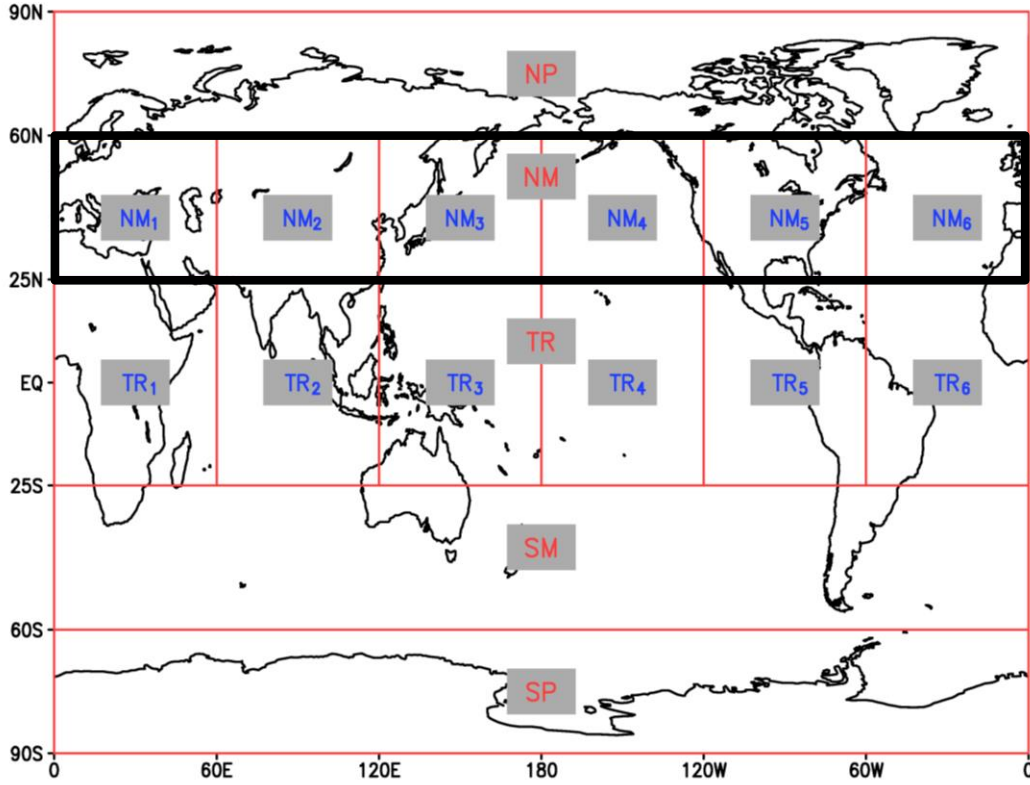 90N
NP
60N
NM
NM₁ NM₂ NM₃ NM₄ NM₅ NM₆
25N
TR
EQ TR₁ TR₂ TR₃ TR₄ TR₅ TR₆
25S
SM
60S
SP
90S
0 60E 120E 180 120W 60W 0